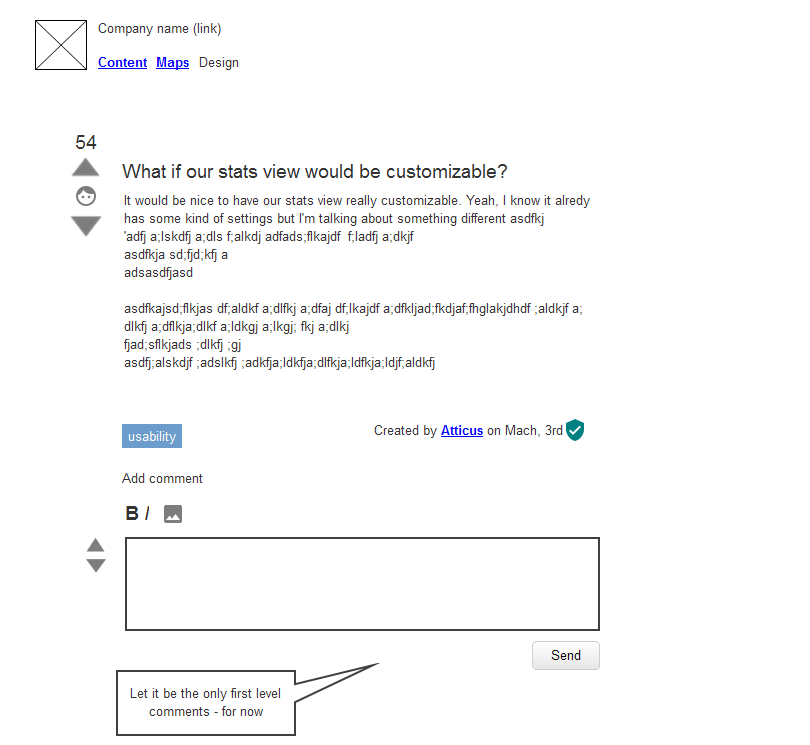 Company name (link)
Content Maps Design
54
What if our stats view would be customizable?
It would be nice to have our stats view really customizable. Yeah, I know it alredy
has some kind of settings but I'm talking about something different asdfkj
'adfj a;lskdfj a;dls f;alkdj adfads;flkajdf f;ladfj a;dkjf
asdfkja sd;fjd;kfj a
adsasdfjasd
asdfkajsd;flkjas df;aldkf a;dlfkj a;dfaj df;lkajdf a;dfkljad;fkdjaf;fhglakjdhdf ;aldkjf a;
dlkfj a;dflkja;dlkf a;ldkgj a;lkgj; fkj a;dlkj
fjad;sflkjads ;dlkfj ;gj
asdfj;alskdjf ;adslkfj ;adkfja;ldkfja;dlfkja;ldfkja;ldjf;aldkfj
usability
Created by Atticus on Mach, 3rd
Add comment
B I
Send
Let it be the only first level
comments - for now